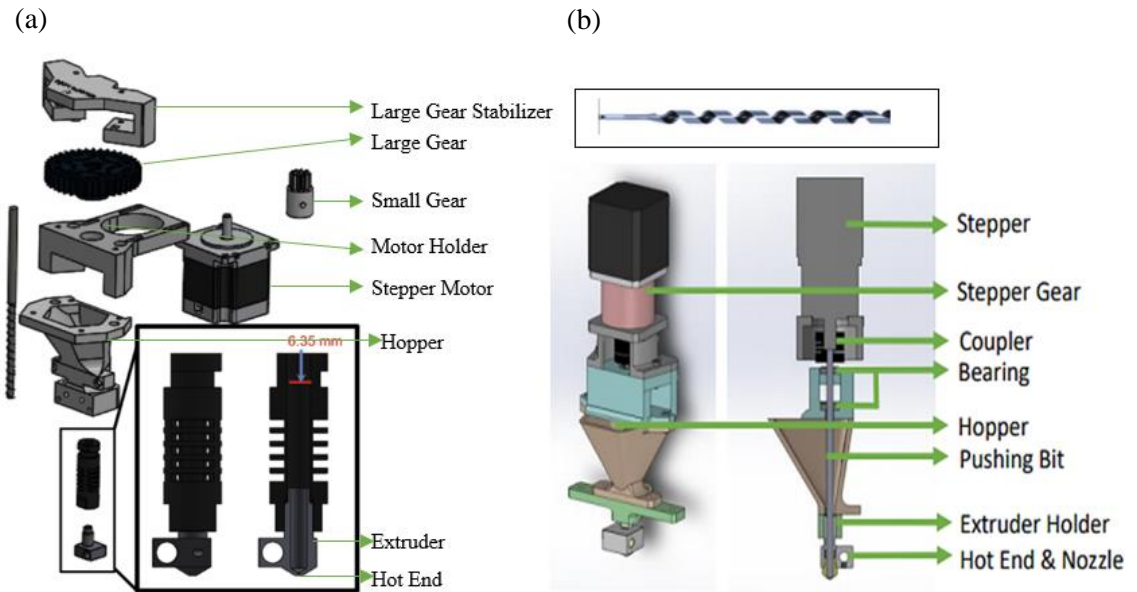 (a)
(b)
Large Gear Stabilizer
Large Gear
Small Gear
Motor Holder
Stepper Motor
Hopper
6.35 mm
Extruder
Hot End
Stepper
Stepper Gear
Coupler
Bearing
Hopper
Pushing Bit
Extruder Holder
Hot End & Nozzle